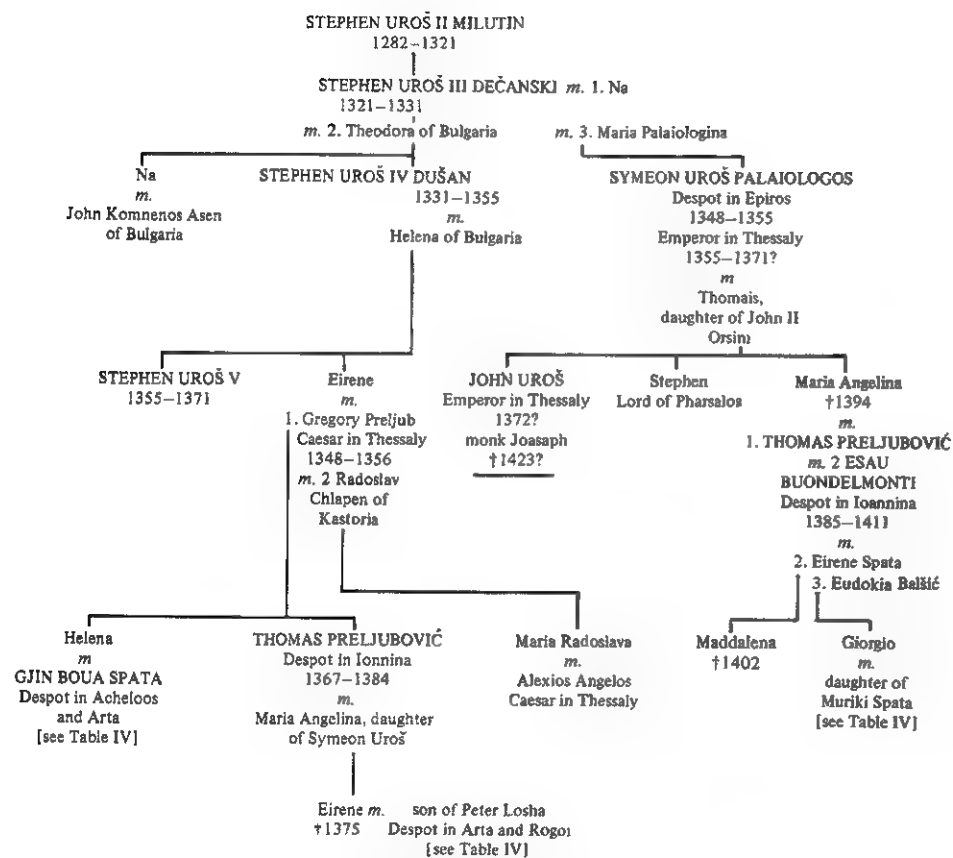 STEPHEN UROŠ II MILUTIN
1282–1321
STEPHEN UROŠ III DEČANSKI m. 1. Na
1321–1331
m. 2. Theodora of Bulgaria
m. 3. Maria Palaiologina
Na
m.
John Komnenos Asen
of Bulgaria
STEPHEN UROŠ IV DUŠAN
1331–1355
m.
Helena of Bulgaria
SYMEON UROŠ PALAIOLOGOS
Despot in Epiros
1348–1355
Emperor in Thessaly
1355–1371?
m
Thomais,
daughter of John II
Orsini
STEPHEN UROŠ V
1355–1371
Eirene
m.
1. Gregory Preljub
Caesar in Thessaly
1348–1356
m. 2 Radoslav
Chlapen of
Kastoria
JOHN UROŠ
Emperor in Thessaly
1372?
monk Joasaph
†1423?
Stephen
Lord of Pharsalos
Maria Angelina
†1394
m.
1. THOMAS PRELJUBOVIĆ
m. 2 ESAU
BUONDELMONTI
Despot in Ioannina
1385–1411
m.
2. Eirene Spata
3. Eudokia Balšić
Helena
m
GJIN BOUA SPATA
Despot in Acheloos
and Arta
[see Table IV]
THOMAS PRELJUBOVIĆ
Despot in Ionnina
1367–1384
m.
Maria Angelina, daughter
of Symeon Uroš
Maria Radoslava
m.
Alexios Angelos
Caesar in Thessaly
Maddalena
†1402
Giorgio
m.
daughter of
Muriki Spata
[see Table IV]
Eirene m. son of Peter Losha
†1375 Despot in Arta and Rogoi
[see Table IV]